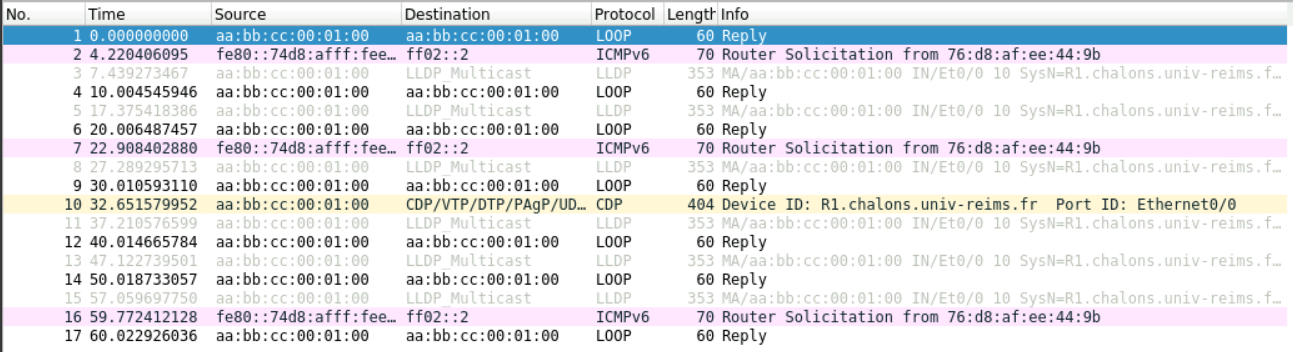 No. Time Source Destination Protocol Length Info
1 0.000000000 aa:bb:cc:00:01:00 aa:bb:cc:00:01:00 LOOP 60 Reply
2 4.220406095 fe80::74d8:afff:fee… ff02::2 ICMPv6 70 Router Solicitation from 76:d8:af:ee:44:9b
3 7.439273467 aa:bb:cc:00:01:00 LLDP_Multicast LLDP 353 MA/aa:bb:cc:00:01:00 IN/Et0/0 10 SysN=R1.chalons.univ-reims.f…
4 10.004545946 aa:bb:cc:00:01:00 aa:bb:cc:00:01:00 LOOP 60 Reply
5 17.375418386 aa:bb:cc:00:01:00 LLDP_Multicast LLDP 353 MA/aa:bb:cc:00:01:00 IN/Et0/0 10 SysN=R1.chalons.univ-reims.f…
6 20.006487457 aa:bb:cc:00:01:00 aa:bb:cc:00:01:00 LOOP 60 Reply
7 22.908402880 fe80::74d8:afff:fee… ff02::2 ICMPv6 70 Router Solicitation from 76:d8:af:ee:44:9b
8 27.289295713 aa:bb:cc:00:01:00 LLDP_Multicast LLDP 353 MA/aa:bb:cc:00:01:00 IN/Et0/0 10 SysN=R1.chalons.univ-reims.f…
9 30.010593110 aa:bb:cc:00:01:00 aa:bb:cc:00:01:00 LOOP 60 Reply
10 32.651579952 aa:bb:cc:00:01:00 CDP/VTP/DTP/PAgP/UD… CDP 404 Device ID: R1.chalons.univ-reims.fr Port ID: Ethernet0/0
11 37.210576599 aa:bb:cc:00:01:00 LLDP_Multicast LLDP 353 MA/aa:bb:cc:00:01:00 IN/Et0/0 10 SysN=R1.chalons.univ-reims.f…
12 40.014665784 aa:bb:cc:00:01:00 aa:bb:cc:00:01:00 LOOP 60 Reply
13 47.122739501 aa:bb:cc:00:01:00 LLDP_Multicast LLDP 353 MA/aa:bb:cc:00:01:00 IN/Et0/0 10 SysN=R1.chalons.univ-reims.f…
14 50.018733057 aa:bb:cc:00:01:00 aa:bb:cc:00:01:00 LOOP 60 Reply
15 57.059697750 aa:bb:cc:00:01:00 LLDP_Multicast LLDP 353 MA/aa:bb:cc:00:01:00 IN/Et0/0 10 SysN=R1.chalons.univ-reims.f…
16 59.772412128 fe80::74d8:afff:fee… ff02::2 ICMPv6 70 Router Solicitation from 76:d8:af:ee:44:9b
17 60.022926036 aa:bb:cc:00:01:00 aa:bb:cc:00:01:00 LOOP 60 Reply